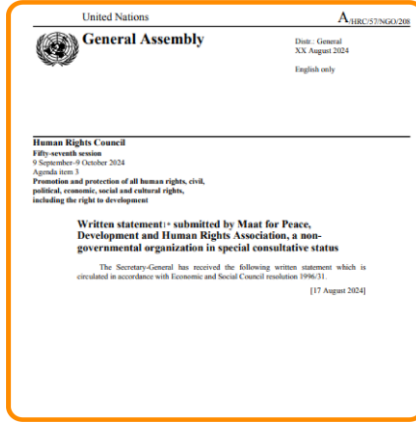 United Nations
A/HRC/57/NGO/208
General Assembly
Distr.: General
XX August 2024
English only
Human Rights Council
Fifty-seventh session
9 September–9 October 2024
Agenda item 3
Promotion and protection of all human rights, civil,
political, economic, social and cultural rights,
including the right to development
Written statement1* submitted by Maat for Peace,
Development and Human Rights Association, a non-
governmental organization in special consultative status
The Secretary-General has received the following written statement which is
circulated in accordance with Economic and Social Council resolution 1996/31.
[17 August 2024]